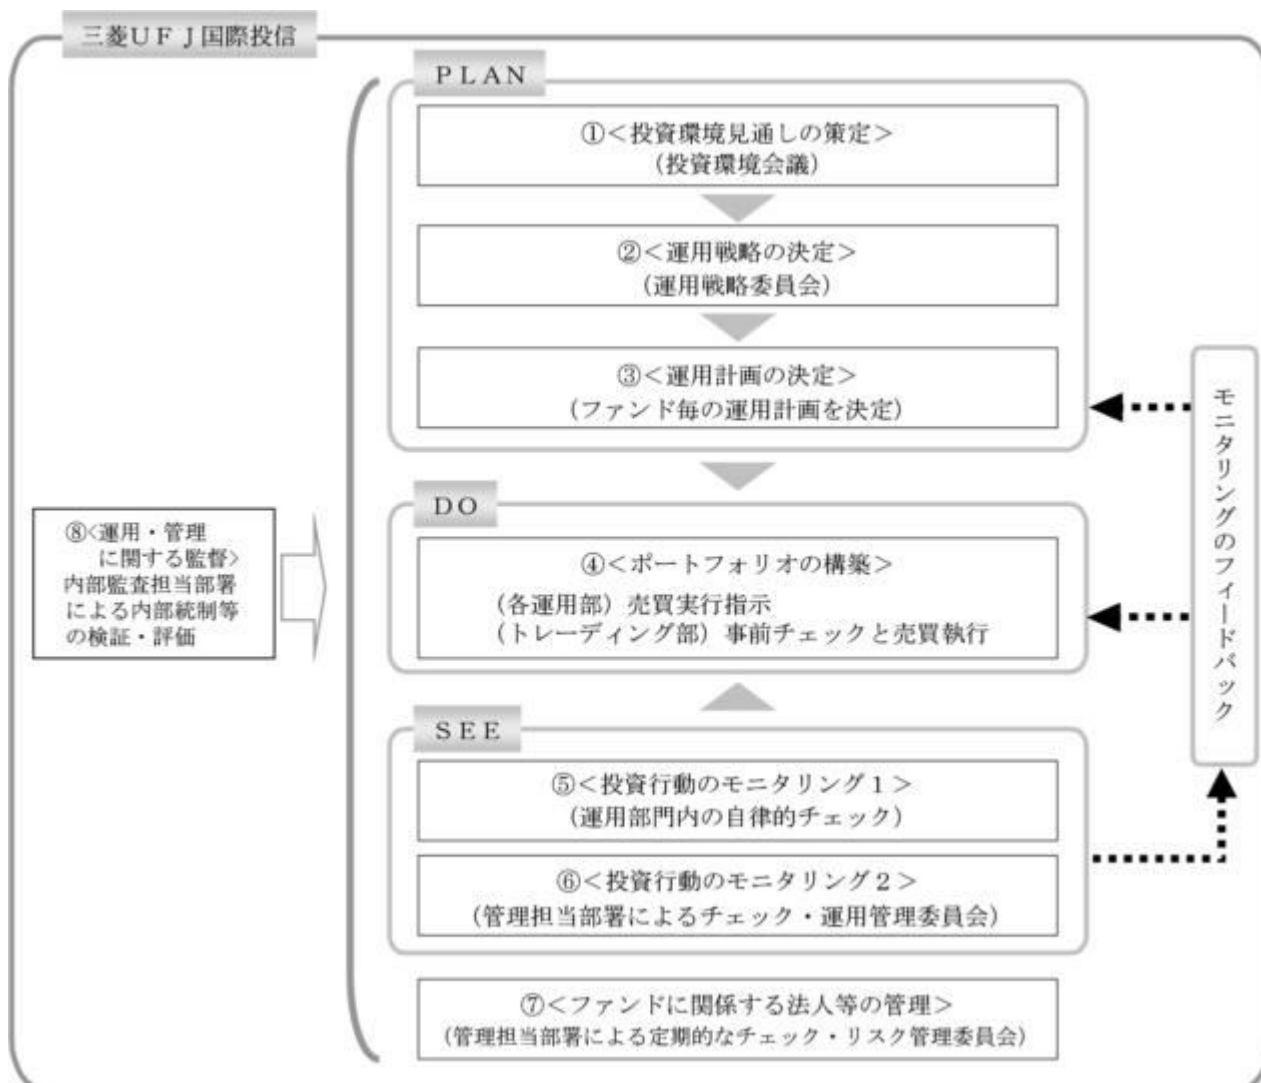 三菱ＵＦＪ国際投信
ＰＬＡＮ
①＜投資環境見通しの策定＞
（投資環境会議）
②＜運用戦略の決定＞
（運用戦略委員会）
③＜運用計画の決定＞
（ファンド毎の運用計画を決定）
ＤＯ
④＜ポートフォリオの構築＞
（各運用部）売買実行指示
（トレーディング部）事前チェックと売買執行
ＳＥＥ
⑤＜投資行動のモニタリング１＞
（運用部門内の自律的チェック）
⑥＜投資行動のモニタリング２＞
（管理担当部署によるチェック・運用管理委員会）
⑦＜ファンドに関係する法人等の管理＞
（管理担当部署による定期的なチェック・リスク管理委員会）
⑧<運用・管理
に関する監督>
内部監査担当部署
による内部統制等
の検証・評価
モニタリングのフィードバック